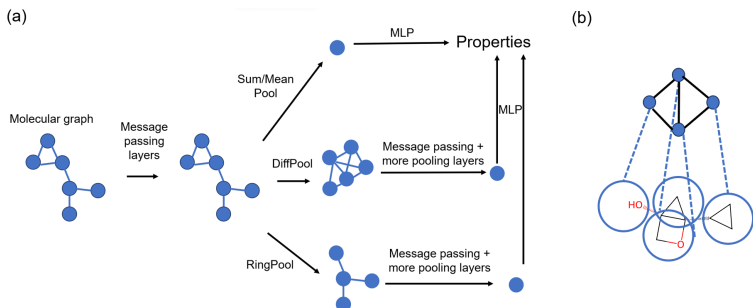 (a)
(b)
MLP
Properties
Sum/Mean
Pool
Molecular graph
Message
passing
layers
MLP
DiffPool
Message passing +
more pooling layers
HO
O
RingPool
Message passing +
more pooling layers